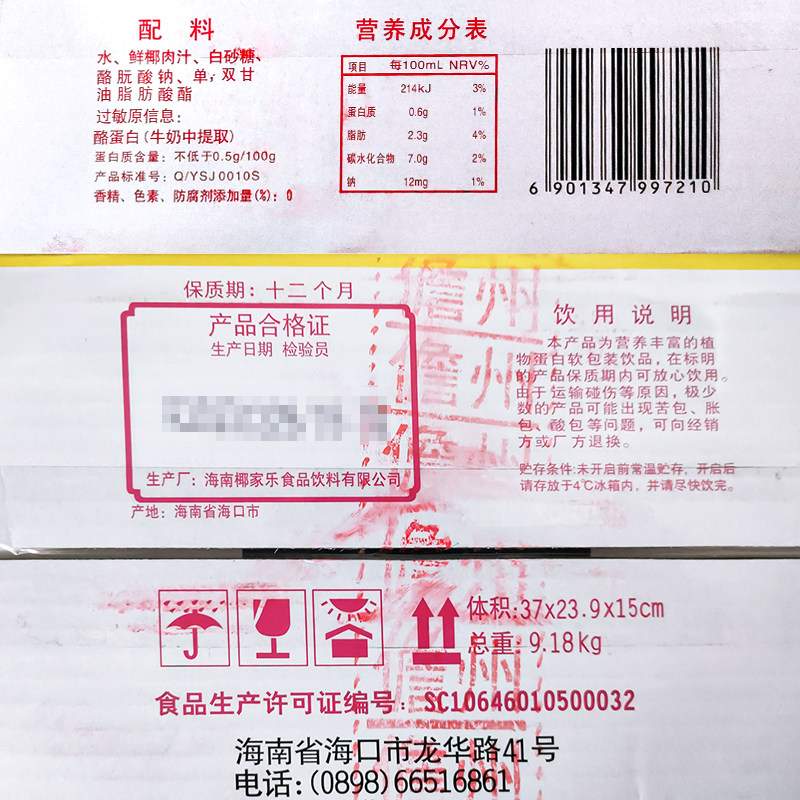 配料
水、鲜椰肉汁、白砂糖、
酪朊酸钠、单，双甘
油脂肪酸酯
过敏原信息：
酪蛋白(牛奶中提取)
蛋白质含量：不低于0.5g/100g
产品标准号：Q/YSJ0010S
香精、色素、防腐剂添加量(%)：0
营养成分表
项目 每100mL NRV%
能量 214kJ 3%
蛋白质 0.6g 1%
脂肪 2.3g 4%
碳水化合物 7.0g 2%
钠 12mg 1%
6 901347 997210
保质期：十二个月
产品合格证
生产日期 检验员
生产厂：海南椰家乐食品饮料有限公司
产地：海南省海口市
儋州
儋州
儋州
饮用说明
本产品为营养丰富的植
物蛋白软包装饮品，在标明
的产品保质期内可放心饮用。
由于运输碰伤等原因，极少
数的产品可能出现苦包、胀
包、酸包等问题，可向经销
方或厂方退换。
贮存条件:未开启前常温贮存，开启后
请存放于4℃冰箱内，并请尽快饮完。
体积:37x23.9x15cm
总重:9.18kg
儋州
食品生产许可证编号：SC10646010500032
海南省海口市龙华路41号
电话:(0898)66516861